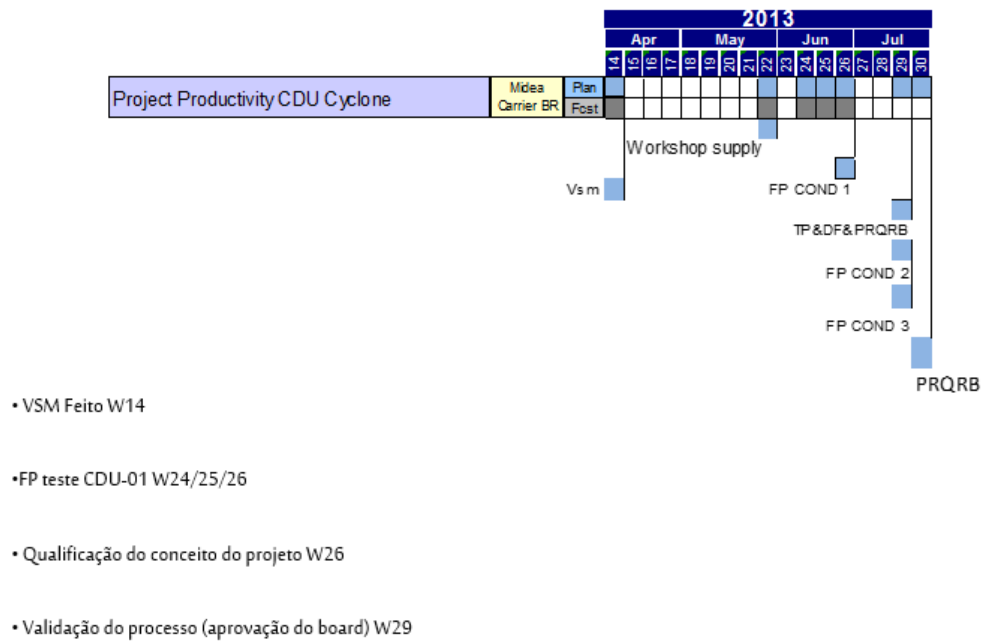 2013
Apr May Jun Jul
14 15 16 17 18 19 20 21 22 23 24 25 26 27 28 29 30
Project Productivity CDU Cyclone
Midea
Carrier BR
Plan
Fcst
Workshop supply
Vsm
FP COND 1
TP&DF&PRQRB
FP COND 2
FP COND 3
PRQRB
• VSM Feito W14
•FP teste CDU-01 W24/25/26
• Qualificação do conceito do projeto W26
• Validação do processo (aprovação do board) W29